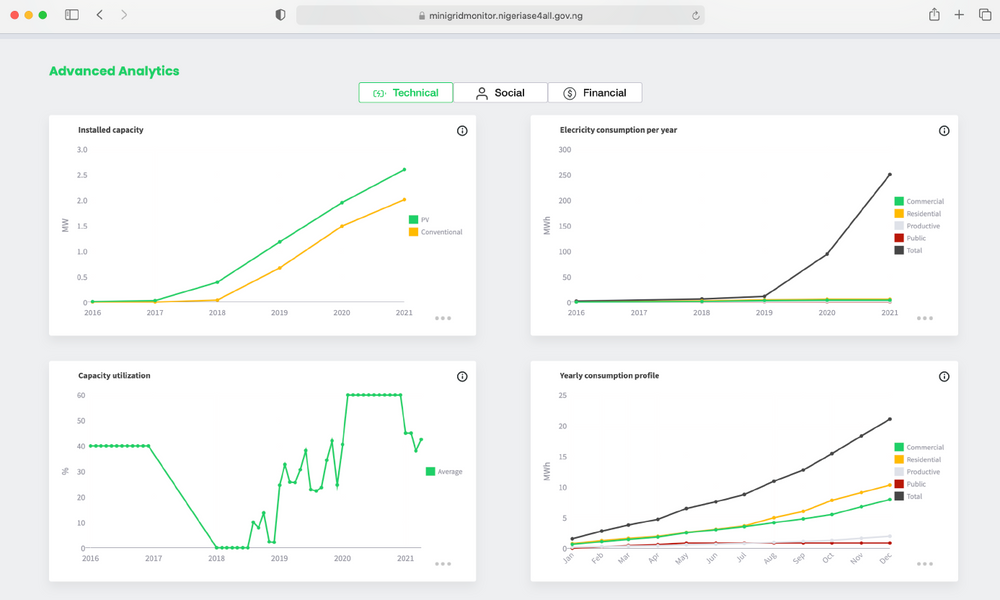 minigridmonitor.nigeriase4all.gov.ng
Advanced Analytics
Technical
Social
Financial
Installed capacity
3.0
2.5
2.0
1.5
1.0
0.5
0
MW
2016 2017 2018 2019 2020 2021
PV
Conventional
Elecricity consumption per year
300
250
200
150
100
50
0
MWh
2016 2017 2018 2019 2020 2021
Commercial
Residential
Productive
Public
Total
Capacity utilization
60
50
40
30
20
10
0
%
2016 2017 2018 2019 2020 2021
Average
Yearly consumption profile
25
20
15
10
5
0
MWh
Jan Feb Mar Apr May Jun Jul Aug Sep Oct Nov Dec
Commercial
Residential
Productive
Public
Total